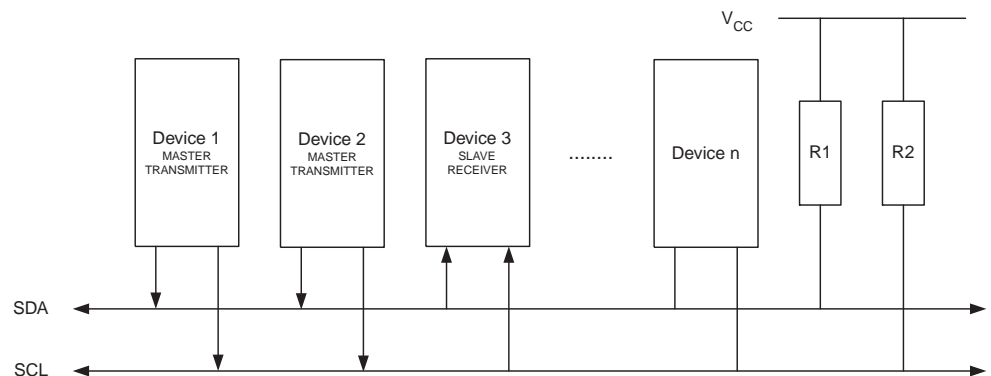 VCC
Device 1
MASTER
TRANSMITTER
Device 2
MASTER
TRANSMITTER
Device 3
SLAVE
RECEIVER
........
Device n
R1
R2
SDA
SCL